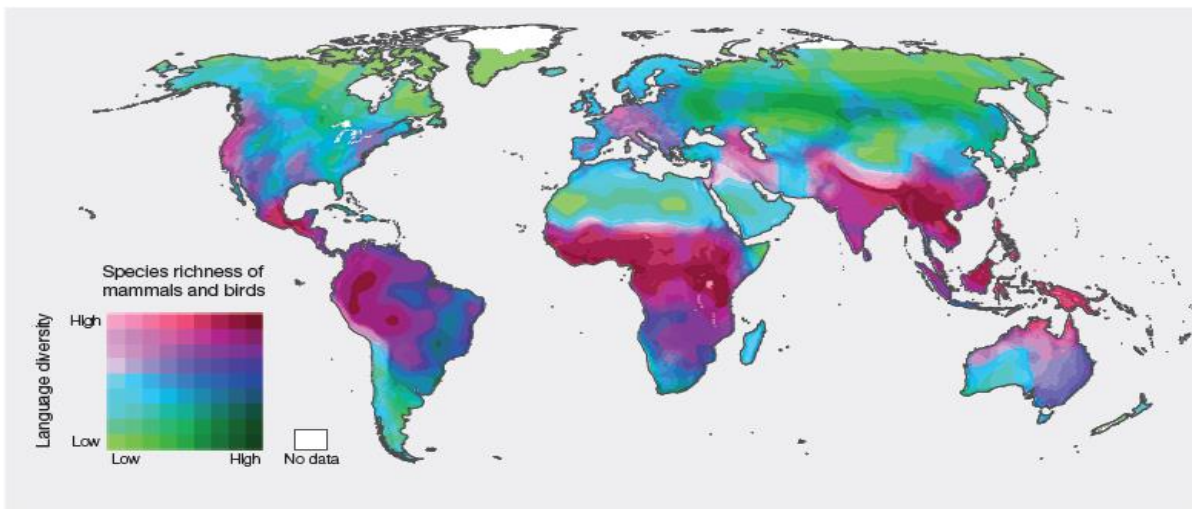 Species richness of
mammals and birds
High
Language diversity
Low
Low
High
No data